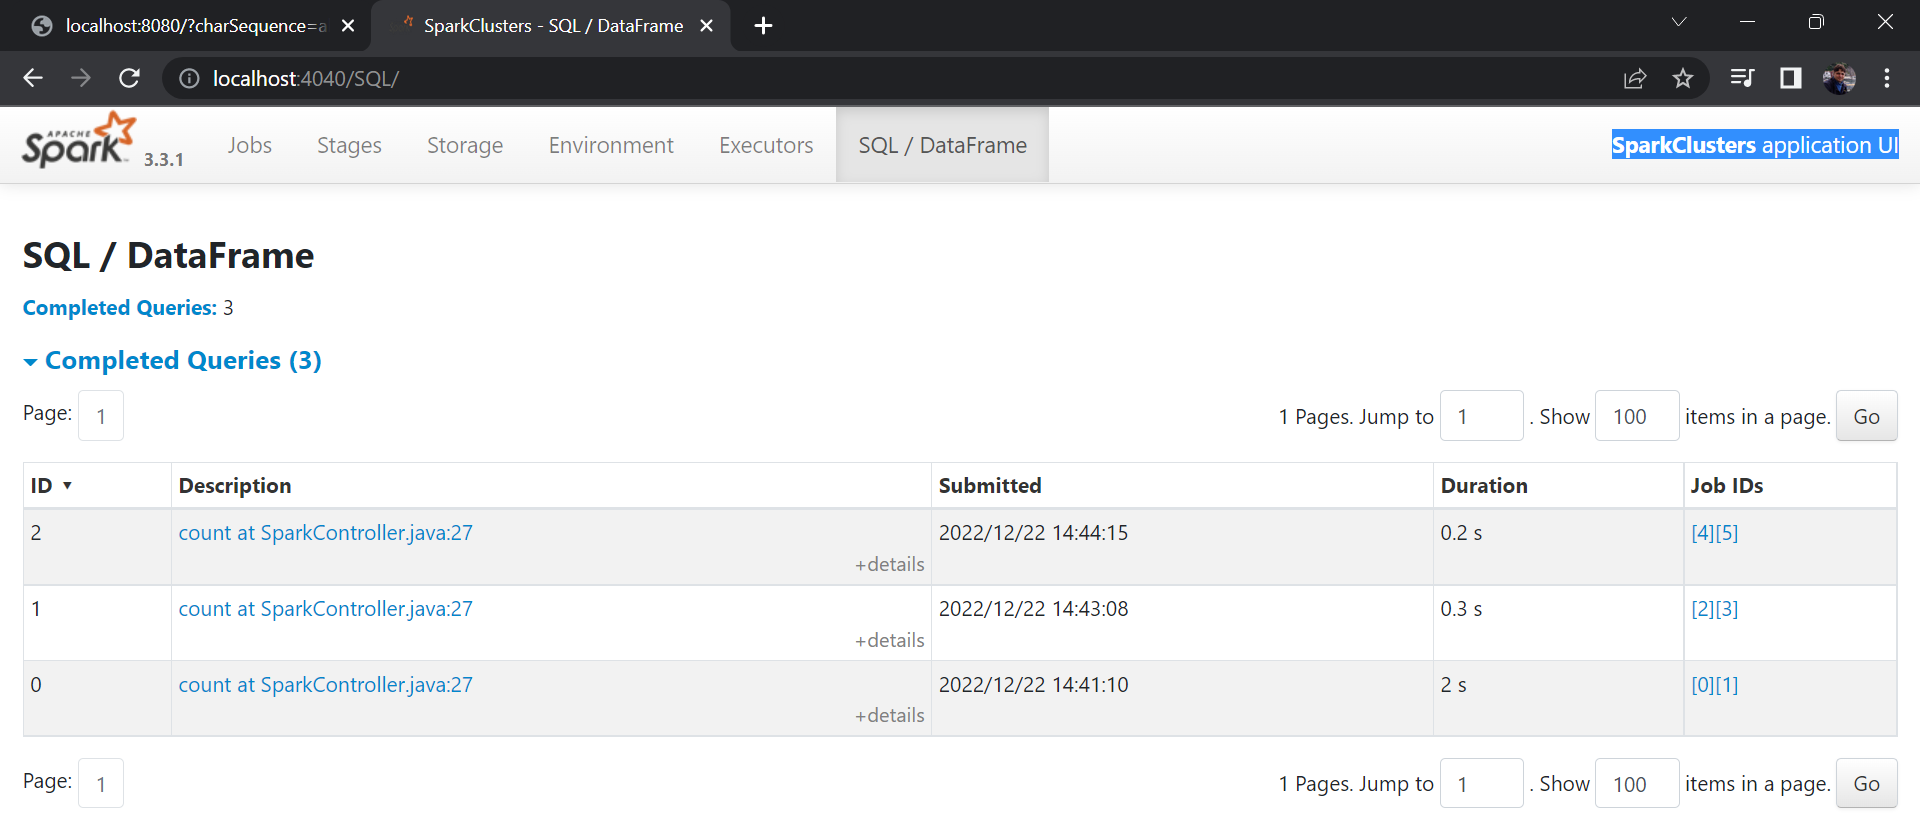 localhost:8080/?charSequence=a
SparkClusters - SQL / DataFrame
localhost:4040/SQL/
APACHE Spark 3.3.1 Jobs Stages Storage Environment Executors SQL / DataFrame SparkClusters application UI
SQL / DataFrame
Completed Queries: 3
Completed Queries (3)
Page: 1 1 Pages. Jump to 1 . Show 100 items in a page. Go
ID Description Submitted Duration Job IDs
2 count at SparkController.java:27 2022/12/22 14:44:15 0.2 s [4][5]
+details
1 count at SparkController.java:27 2022/12/22 14:43:08 0.3 s [2][3]
+details
0 count at SparkController.java:27 2022/12/22 14:41:10 2 s [0][1]
+details
Page: 1 1 Pages. Jump to 1 . Show 100 items in a page. Go